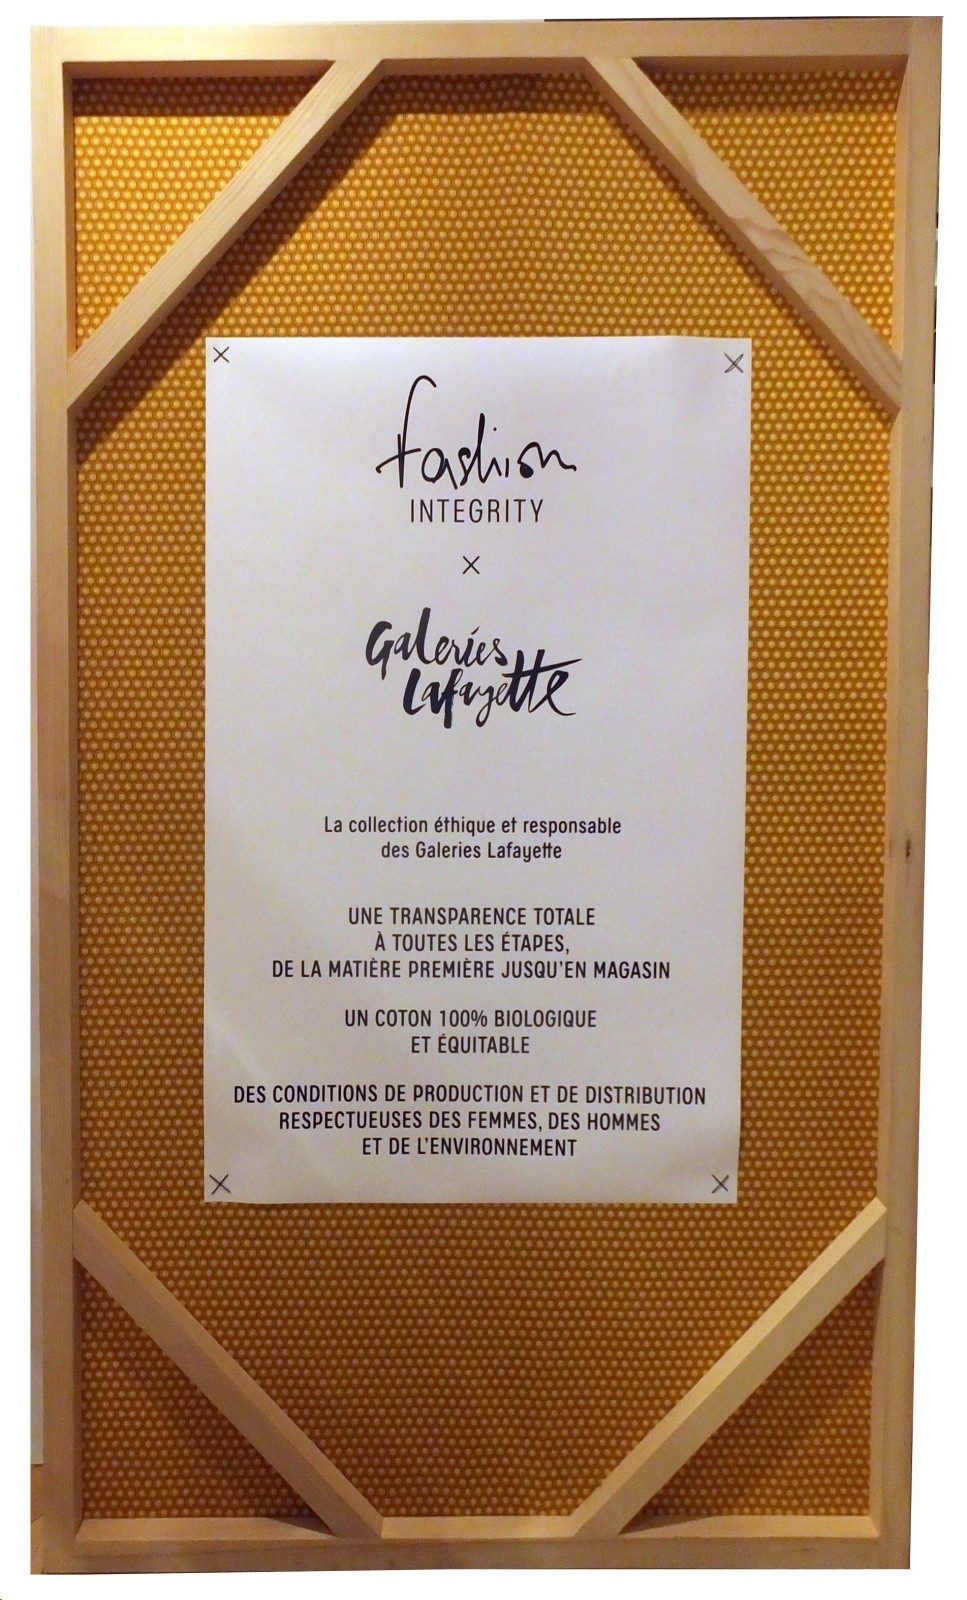 fashion
INTEGRITY
×
Galeries
Lafayette
La collection éthique et responsable
des Galeries Lafayette
UNE TRANSPARENCE TOTALE
À TOUTES LES ÉTAPES,
DE LA MATIÈRE PREMIÈRE JUSQU'EN MAGASIN
UN COTON 100% BIOLOGIQUE
ET ÉQUITABLE
DES CONDITIONS DE PRODUCTION ET DE DISTRIBUTION
RESPECTUEUSES DES FEMMES, DES HOMMES
ET DE L'ENVIRONNEMENT